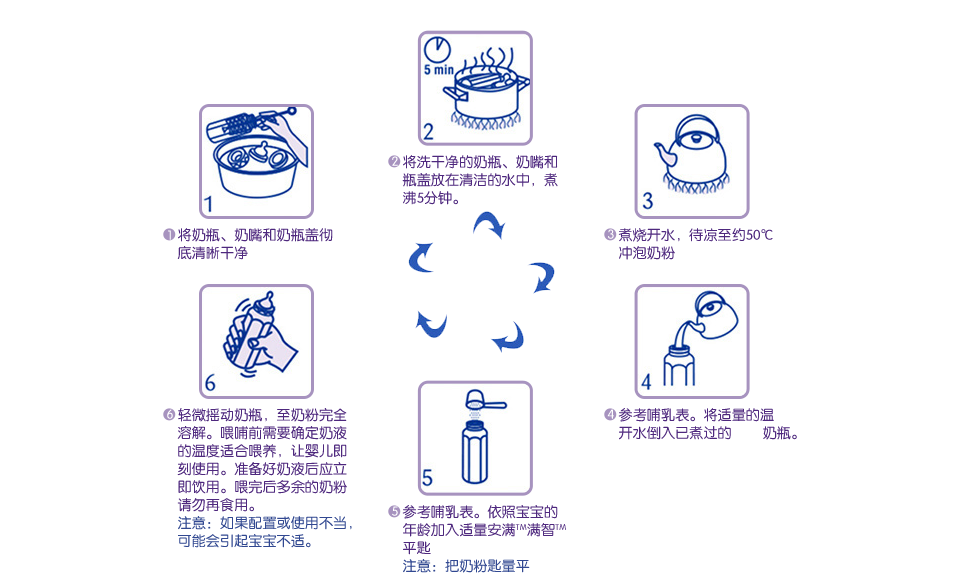 1
❶ 将奶瓶、奶嘴和奶瓶盖彻
底清晰干净
5 min
2
❷ 将洗干净的奶瓶、奶嘴和
瓶盖放在清洁的水中，煮
沸5分钟。
3
❸ 煮烧开水，待凉至约50℃
冲泡奶粉
4
❹ 参考哺乳表。将适量的温
开水倒入已煮过的 奶瓶。
5
❺ 参考哺乳表。依照宝宝的
年龄加入适量安满™满智™
平匙
注意：把奶粉匙量平
6
❻ 轻微摇动奶瓶，至奶粉完全
溶解。喂哺前需要确定奶液
的温度适合喂养，让婴儿即
刻使用。准备好奶液后应立
即饮用。喂完后多余的奶粉
请勿再食用。
注意：如果配置或使用不当，
可能会引起宝宝不适。